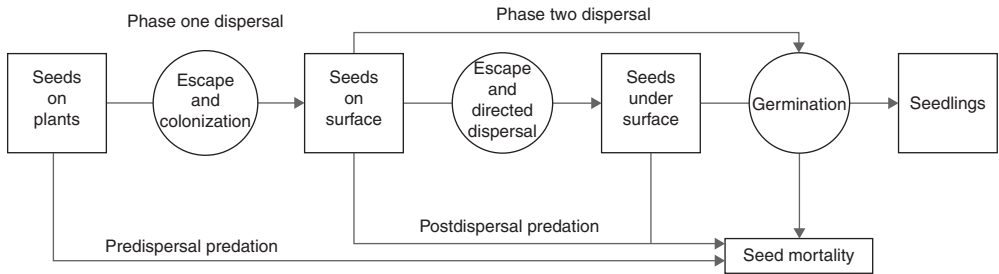 Phase two dispersal
Phase one dispersal
Seeds
on
plants
Escape
and
colonization
Seeds
on
surface
Escape
and
directed
dispersal
Seeds
under
surface
Germination
Seedlings
Postdispersal predation
Predispersal predation
Seed mortality